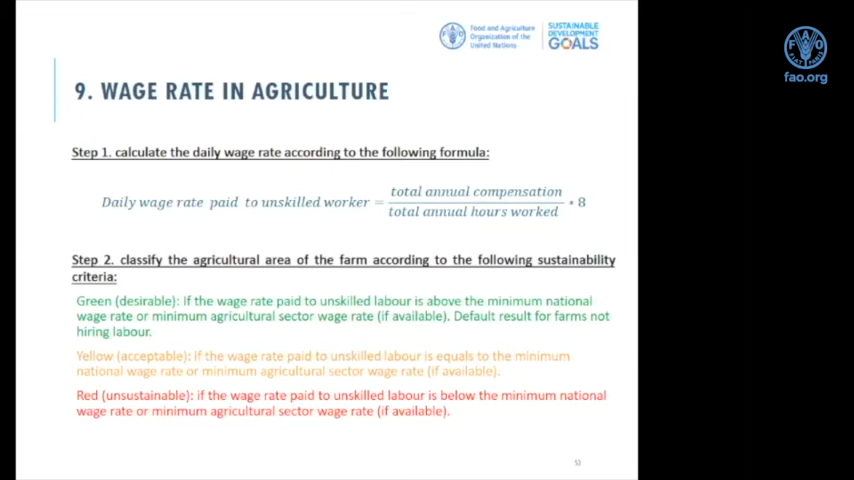 Food and Agriculture
Organization of the
United Nations
SUSTAINABLE
DEVELOPMENT
GOALS
F A O
FIAT PANIS
fao.org
9. WAGE RATE IN AGRICULTURE
Step 1. calculate the daily wage rate according to the following formula:
Daily wage rate paid to unskilled worker = total annual compensation / total annual hours worked * 8
Step 2. classify the agricultural area of the farm according to the following sustainability
criteria:
Green (desirable): If the wage rate paid to unskilled labour is above the minimum national
wage rate or minimum agricultural sector wage rate (if available). Default result for farms not
hiring labour.
Yellow (acceptable): if the wage rate paid to unskilled labour is equals to the minimum
national wage rate or minimum agricultural sector wage rate (if available).
Red (unsustainable): if the wage rate paid to unskilled labour is below the minimum national
wage rate or minimum agricultural sector wage rate (if available).